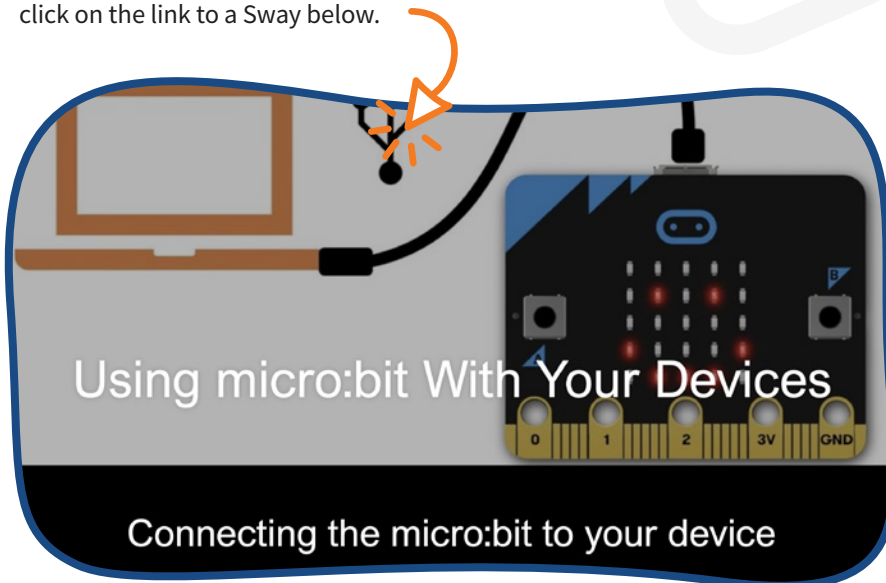 click on the link to a Sway below.
B
A
Using micro:bit With Your Devices
0 1 2 3V GND
Connecting the micro:bit to your device